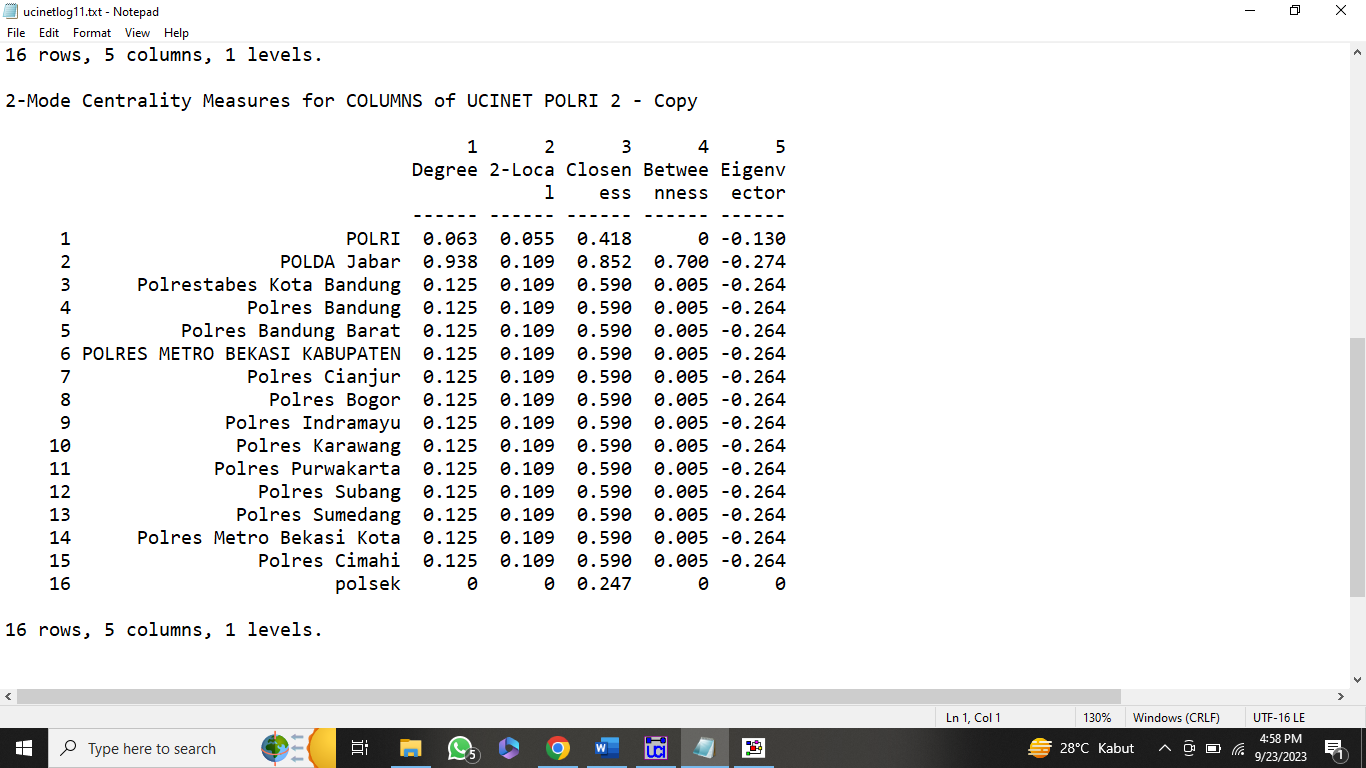 ucinetlog11.txt - Notepad
File Edit Format View Help
16 rows, 5 columns, 1 levels.
2-Mode Centrality Measures for COLUMNS of UCINET POLRI 2 - Copy
1 2 3 4 5
Degree 2-Loca Closen Betwee Eigenv
l ess nness ector
------ ------ ------ ------ ------
1 POLRI 0.063 0.055 0.418 0 -0.130
2 POLDA Jabar 0.938 0.109 0.852 0.700 -0.274
3 Polrestabes Kota Bandung 0.125 0.109 0.590 0.005 -0.264
4 Polres Bandung 0.125 0.109 0.590 0.005 -0.264
5 Polres Bandung Barat 0.125 0.109 0.590 0.005 -0.264
6 POLRES METRO BEKASI KABUPATEN 0.125 0.109 0.590 0.005 -0.264
7 Polres Cianjur 0.125 0.109 0.590 0.005 -0.264
8 Polres Bogor 0.125 0.109 0.590 0.005 -0.264
9 Polres Indramayu 0.125 0.109 0.590 0.005 -0.264
10 Polres Karawang 0.125 0.109 0.590 0.005 -0.264
11 Polres Purwakarta 0.125 0.109 0.590 0.005 -0.264
12 Polres Subang 0.125 0.109 0.590 0.005 -0.264
13 Polres Sumedang 0.125 0.109 0.590 0.005 -0.264
14 Polres Metro Bekasi Kota 0.125 0.109 0.590 0.005 -0.264
15 Polres Cimahi 0.125 0.109 0.590 0.005 -0.264
16 polsek 0 0 0.247 0 0
16 rows, 5 columns, 1 levels.
Ln 1, Col 1 130% Windows (CRLF) UTF-16 LE
Type here to search 5 W UCI 28°C Kabut 4:58 PM
9/23/2023 1